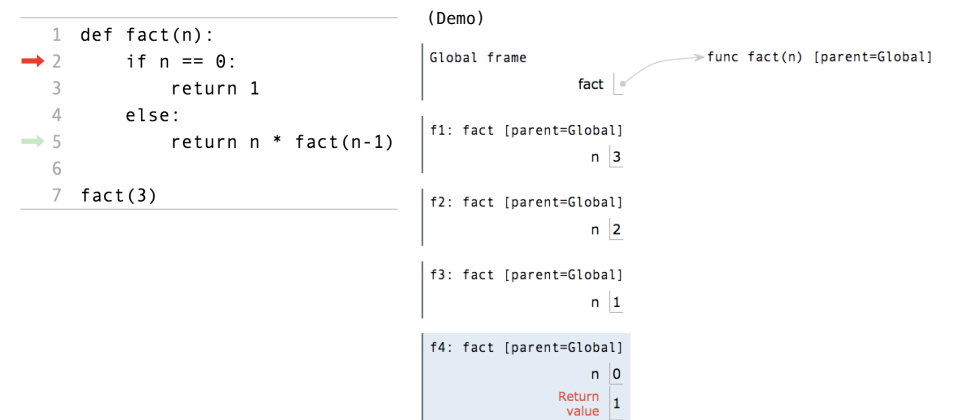 (Demo)
1 def fact(n):
2     if n == 0:
3         return 1
4     else:
5         return n * fact(n-1)
6
7 fact(3)
Global frame
fact
func fact(n) [parent=Global]
f1: fact [parent=Global]
n 3
f2: fact [parent=Global]
n 2
f3: fact [parent=Global]
n 1
f4: fact [parent=Global]
n 0
Return
value 1